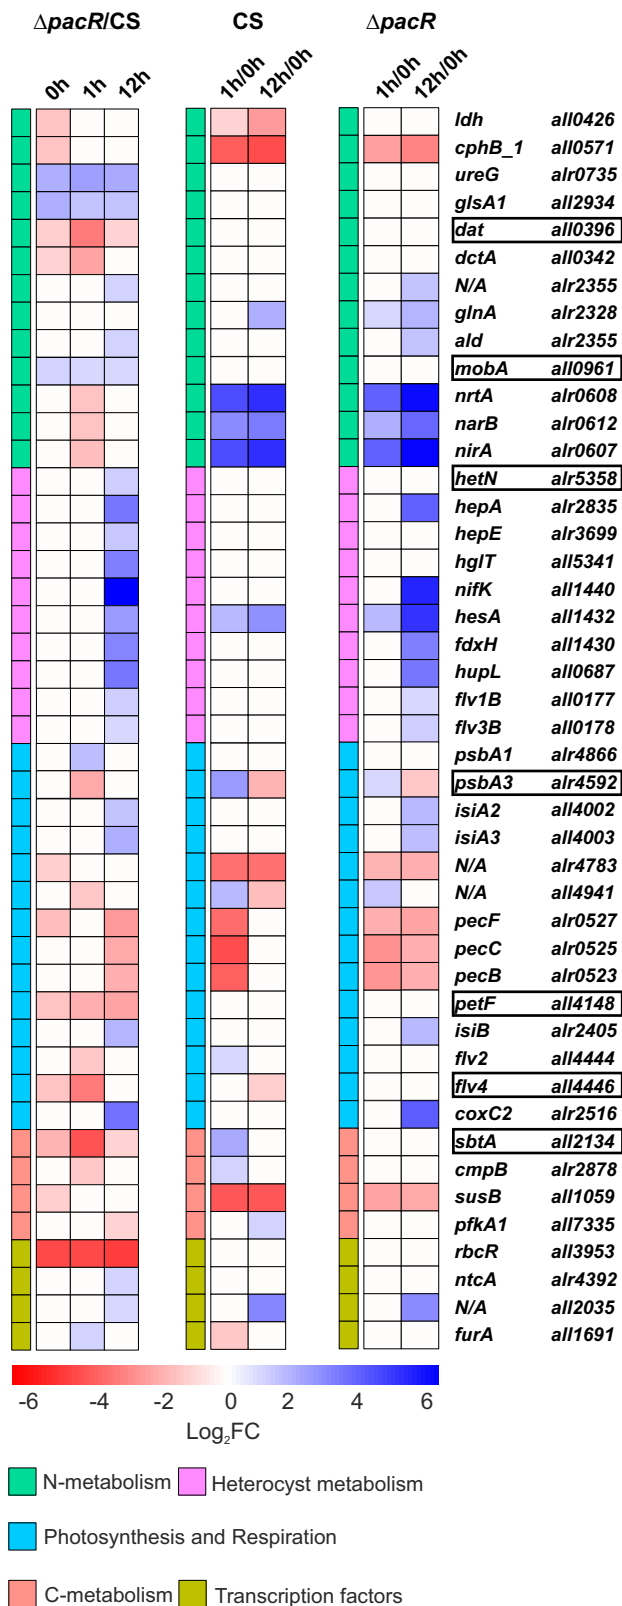 ΔpacR/CS CS ΔpacR
0h 1h 12h 1h/0h 12h/0h 1h/0h 12h/0h
ldh all0426
cphB_1 all0571
ureG alr0735
glsA1 all2934
dat all0396
dctA all0342
N/A alr2355
glnA alr2328
ald alr2355
mobA all0961
nrtA alr0608
narB alr0612
nirA alr0607
hetN alr5358
hepA alr2835
hepE alr3699
hglT all5341
nifK all1440
hesA all1432
fdxH all1430
hupL all0687
flv1B all0177
flv3B all0178
psbA1 alr4866
psbA3 alr4592
isiA2 all4002
isiA3 all4003
N/A alr4783
N/A all4941
pecF alr0527
pecC alr0525
pecB alr0523
petF all4148
isiB alr2405
flv2 all4444
flv4 all4446
coxC2 alr2516
sbtA all2134
cmpB alr2878
susB all1059
pfkA1 all7335
rbcR all3953
ntcA alr4392
N/A all2035
furA all1691
-6 -4 -2 0 2 4 6
Log₂FC
N-metabolism Heterocyst metabolism
Photosynthesis and Respiration
C-metabolism Transcription factors